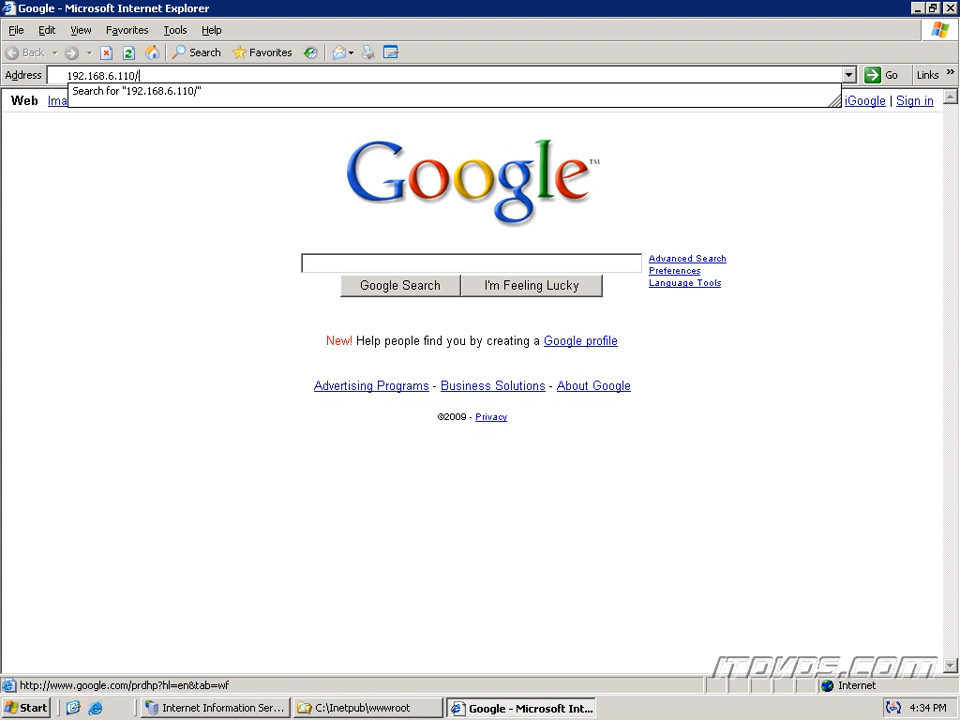 Google - Microsoft Internet Explorer
File Edit View Favorites Tools Help
Back Search Favorites
Address 192.168.6.110/ Go Links »
Search for "192.168.6.110/"
Web Ima iGoogle | Sign in
Google™
Advanced Search
Preferences
Language Tools
Google Search I'm Feeling Lucky
New! Help people find you by creating a Google profile
Advertising Programs - Business Solutions - About Google
©2009 - Privacy
ITDVDS.COM
http://www.google.com/prdhp?hl=en&tab=wf Internet
Start Internet Information Ser... C:\Inetpub\wwwroot Google - Microsoft Int... 4:34 PM